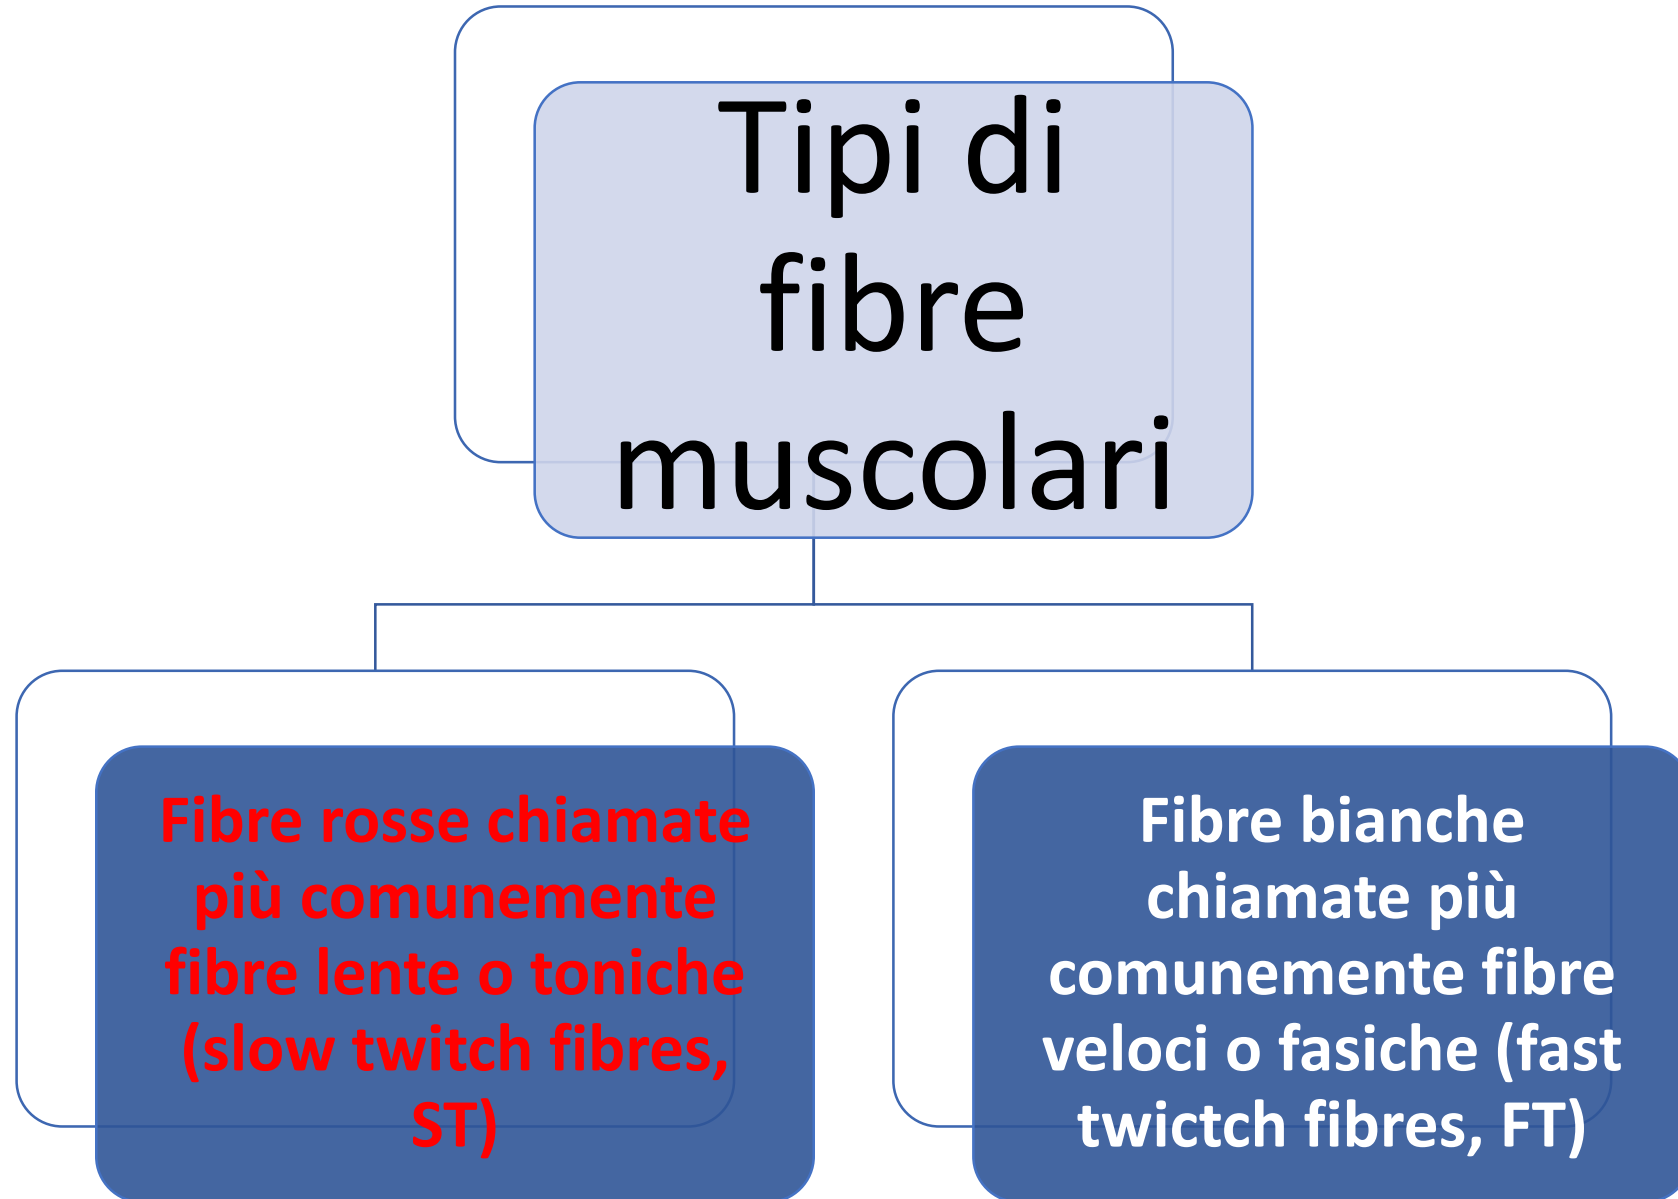 Tipi di
fibre
muscolari
Fibre rosse chiamate
più comunemente
fibre lente o toniche
(slow twitch fibres,
ST)
Fibre bianche
chiamate più
comunemente fibre
veloci o fasiche (fast
twictch fibres, FT)